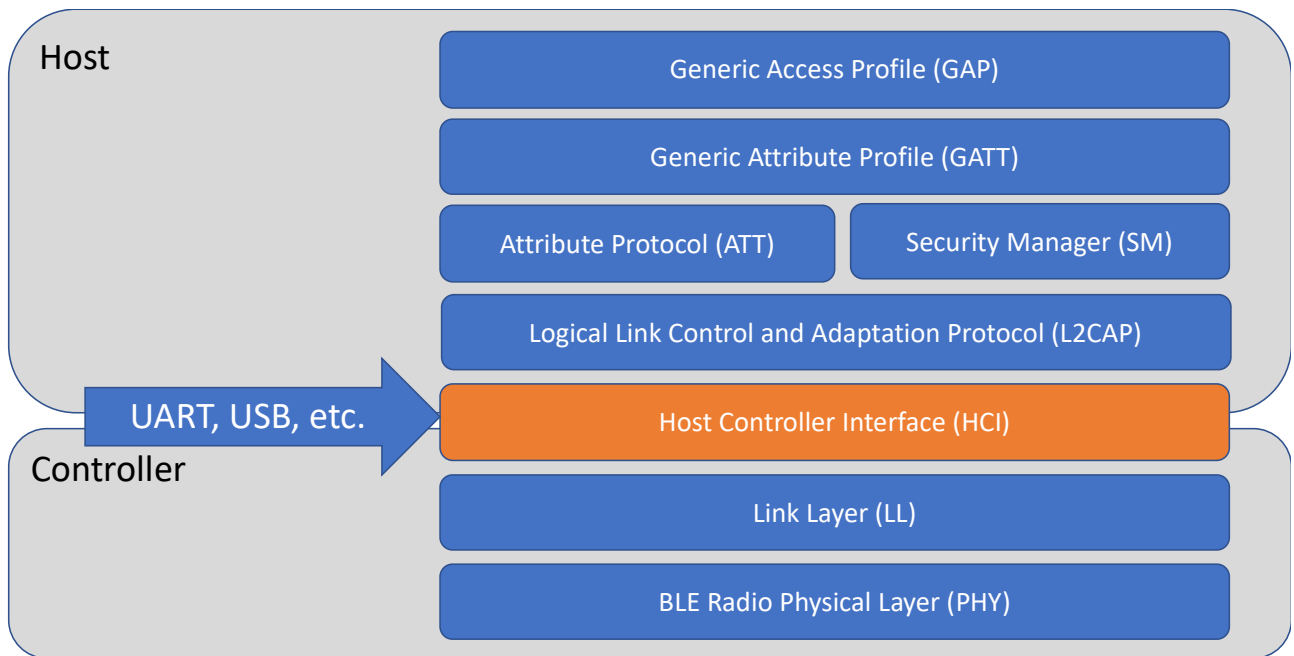 Host
Generic Access Profile (GAP)
Generic Attribute Profile (GATT)
Attribute Protocol (ATT)
Security Manager (SM)
Logical Link Control and Adaptation Protocol (L2CAP)
UART, USB, etc.
Host Controller Interface (HCI)
Controller
Link Layer (LL)
BLE Radio Physical Layer (PHY)